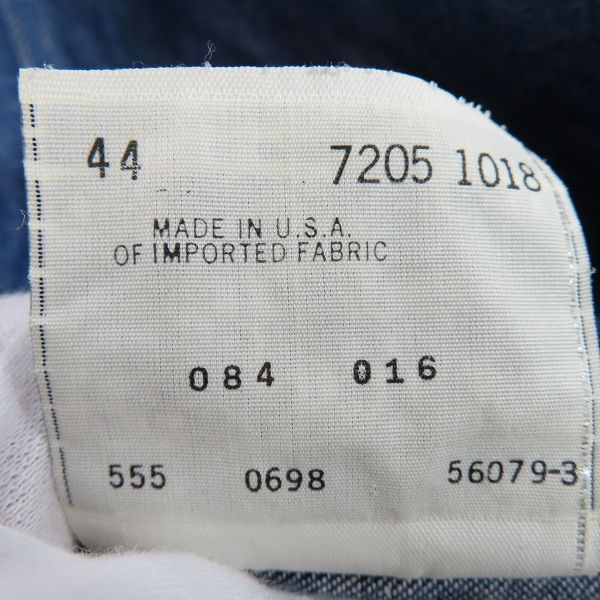 44 7205 1018
MADE IN U.S.A.
OF IMPORTED FABRIC
084 016
555 0698 56079-3